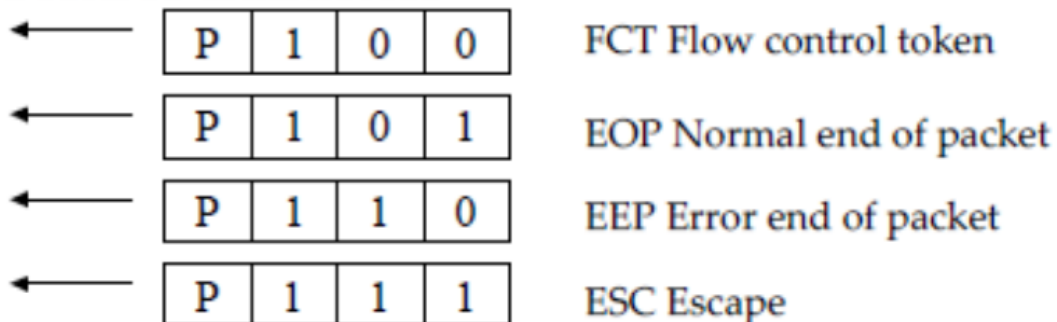 P 1 0 0 FCT Flow control token
P 1 0 1 EOP Normal end of packet
P 1 1 0 EEP Error end of packet
P 1 1 1 ESC Escape